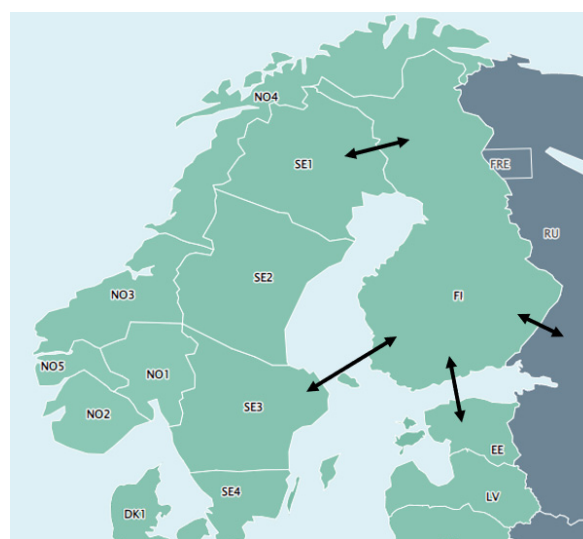 NO4
SE1
FRE
RU
SE2
NO3
FI
NO5
NO1
NO2
SE3
EE
SE4
LV
DK1